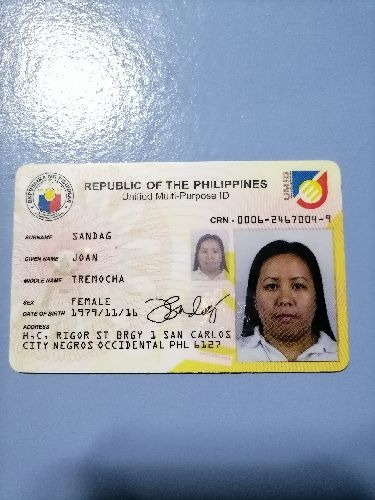 REPUBLIC OF THE PHILIPPINES
Unified Multi-Purpose ID
UMID
CRN - 0006-2467004-9
SURNAME SANDAG
GIVEN NAME JOAN
MIDDLE NAME TREMOCHA
SEX FEMALE
DATE OF BIRTH 1979/11/16
ADDRESS
H.C. RIGOR ST BRGY 1 SAN CARLOS
CITY NEGROS OCCIDENTAL PHL 6127